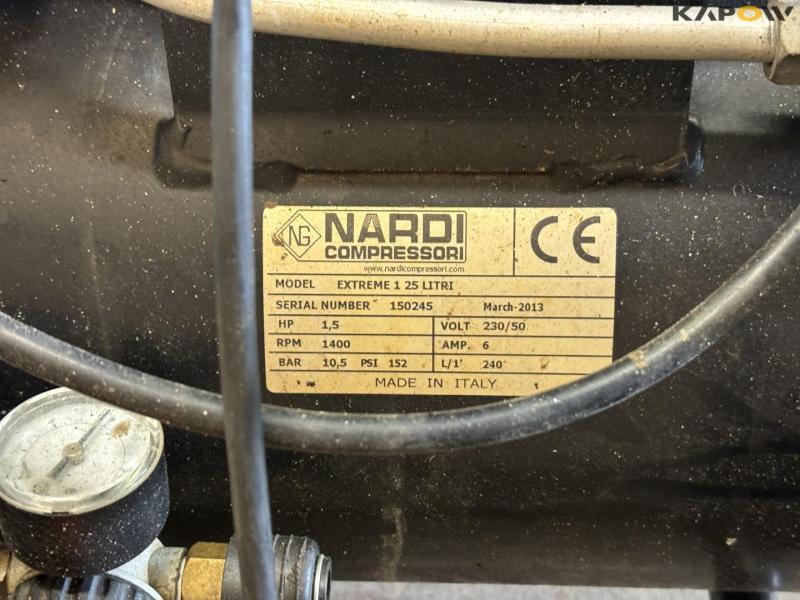 KAPOW
NG NARDI
COMPRESSORI
www.nardicompressori.com
CE
MODEL EXTREME 1 25 LITRI
SERIAL NUMBER 150245 March-2013
HP 1,5 VOLT 230/50
RPM 1400 AMP. 6
BAR 10,5 PSI 152 L/1' 240
MADE IN ITALY